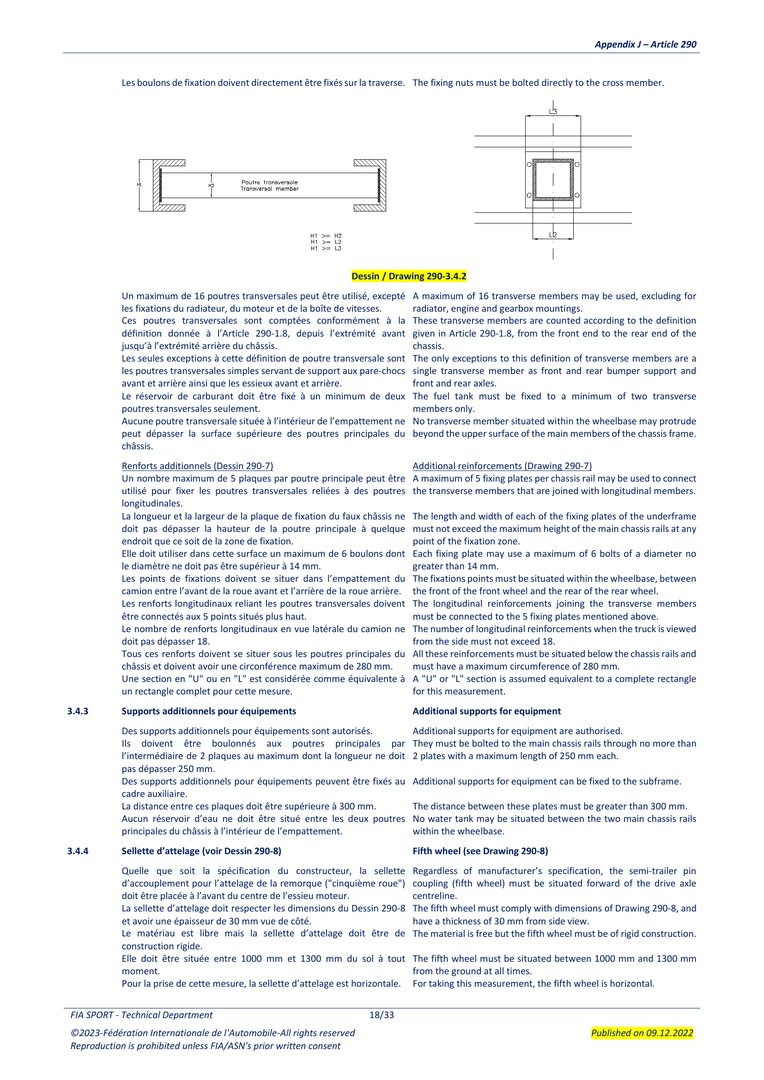 Appendix J – Article 290
Les boulons de fixation doivent directement être fixés sur la traverse.
The fixing nuts must be bolted directly to the cross member.
L3
H1
H2
Poutre transversale
Transversal member
L2
H1 >= H2
H1 >= L2
H1 >= L3
Dessin / Drawing 290-3.4.2
Un maximum de 16 poutres transversales peut être utilisé, excepté
les fixations du radiateur, du moteur et de la boîte de vitesses.
Ces poutres transversales sont comptées conformément à la
définition donnée à l’Article 290-1.8, depuis l’extrémité avant
jusqu’à l’extrémité arrière du châssis.
Les seules exceptions à cette définition de poutre transversale sont
les poutres transversales simples servant de support aux pare-chocs
avant et arrière ainsi que les essieux avant et arrière.
Le réservoir de carburant doit être fixé à un minimum de deux
poutres transversales seulement.
Aucune poutre transversale située à l’intérieur de l’empattement ne
peut dépasser la surface supérieure des poutres principales du
châssis.
A maximum of 16 transverse members may be used, excluding for
radiator, engine and gearbox mountings.
These transverse members are counted according to the definition
given in Article 290-1.8, from the front end to the rear end of the
chassis.
The only exceptions to this definition of transverse members are a
single transverse member as front and rear bumper support and
front and rear axles.
The fuel tank must be fixed to a minimum of two transverse
members only.
No transverse member situated within the wheelbase may protrude
beyond the upper surface of the main members of the chassis frame.
Renforts additionnels (Dessin 290-7)
Un nombre maximum de 5 plaques par poutre principale peut être
utilisé pour fixer les poutres transversales reliées à des poutres
longitudinales.
La longueur et la largeur de la plaque de fixation du faux châssis ne
doit pas dépasser la hauteur de la poutre principale à quelque
endroit que ce soit de la zone de fixation.
Elle doit utiliser dans cette surface un maximum de 6 boulons dont
le diamètre ne doit pas être supérieur à 14 mm.
Les points de fixations doivent se situer dans l’empattement du
camion entre l’avant de la roue avant et l’arrière de la roue arrière.
Les renforts longitudinaux reliant les poutres transversales doivent
être connectés aux 5 points situés plus haut.
Le nombre de renforts longitudinaux en vue latérale du camion ne
doit pas dépasser 18.
Tous ces renforts doivent se situer sous les poutres principales du
châssis et doivent avoir une circonférence maximum de 280 mm.
Une section en "U" ou en "L" est considérée comme équivalente à
un rectangle complet pour cette mesure.
Additional reinforcements (Drawing 290-7)
A maximum of 5 fixing plates per chassis rail may be used to connect
the transverse members that are joined with longitudinal members.
The length and width of each of the fixing plates of the underframe
must not exceed the maximum height of the main chassis rails at any
point of the fixation zone.
Each fixing plate may use a maximum of 6 bolts of a diameter no
greater than 14 mm.
The fixations points must be situated within the wheelbase, between
the front of the front wheel and the rear of the rear wheel.
The longitudinal reinforcements joining the transverse members
must be connected to the 5 fixing plates mentioned above.
The number of longitudinal reinforcements when the truck is viewed
from the side must not exceed 18.
All these reinforcements must be situated below the chassis rails and
must have a maximum circumference of 280 mm.
A "U" or "L" section is assumed equivalent to a complete rectangle
for this measurement.
3.4.3
Supports additionnels pour équipements
Additional supports for equipment
Des supports additionnels pour équipements sont autorisés.
Ils doivent être boulonnés aux poutres principales par
l’intermédiaire de 2 plaques au maximum dont la longueur ne doit
pas dépasser 250 mm.
Des supports additionnels pour équipements peuvent être fixés au
cadre auxiliaire.
La distance entre ces plaques doit être supérieure à 300 mm.
Aucun réservoir d’eau ne doit être situé entre les deux poutres
principales du châssis à l’intérieur de l’empattement.
Additional supports for equipment are authorised.
They must be bolted to the main chassis rails through no more than
2 plates with a maximum length of 250 mm each.
Additional supports for equipment can be fixed to the subframe.
The distance between these plates must be greater than 300 mm.
No water tank may be situated between the two main chassis rails
within the wheelbase.
3.4.4
Sellette d’attelage (voir Dessin 290-8)
Fifth wheel (see Drawing 290-8)
Quelle que soit la spécification du constructeur, la sellette
d’accouplement pour l’attelage de la remorque ("cinquième roue")
doit être placée à l’avant du centre de l’essieu moteur.
La sellette d’attelage doit respecter les dimensions du Dessin 290-8
et avoir une épaisseur de 30 mm vue de côté.
Le matériau est libre mais la sellette d’attelage doit être de
construction rigide.
Elle doit être située entre 1000 mm et 1300 mm du sol à tout
moment.
Pour la prise de cette mesure, la sellette d’attelage est horizontale.
Regardless of manufacturer’s specification, the semi-trailer pin
coupling (fifth wheel) must be situated forward of the drive axle
centreline.
The fifth wheel must comply with dimensions of Drawing 290-8, and
have a thickness of 30 mm from side view.
The material is free but the fifth wheel must be of rigid construction.
The fifth wheel must be situated between 1000 mm and 1300 mm
from the ground at all times.
For taking this measurement, the fifth wheel is horizontal.
FIA SPORT - Technical Department
18/33
©2023-Fédération Internationale de l'Automobile-All rights reserved
Reproduction is prohibited unless FIA/ASN's prior written consent
Published on 09.12.2022